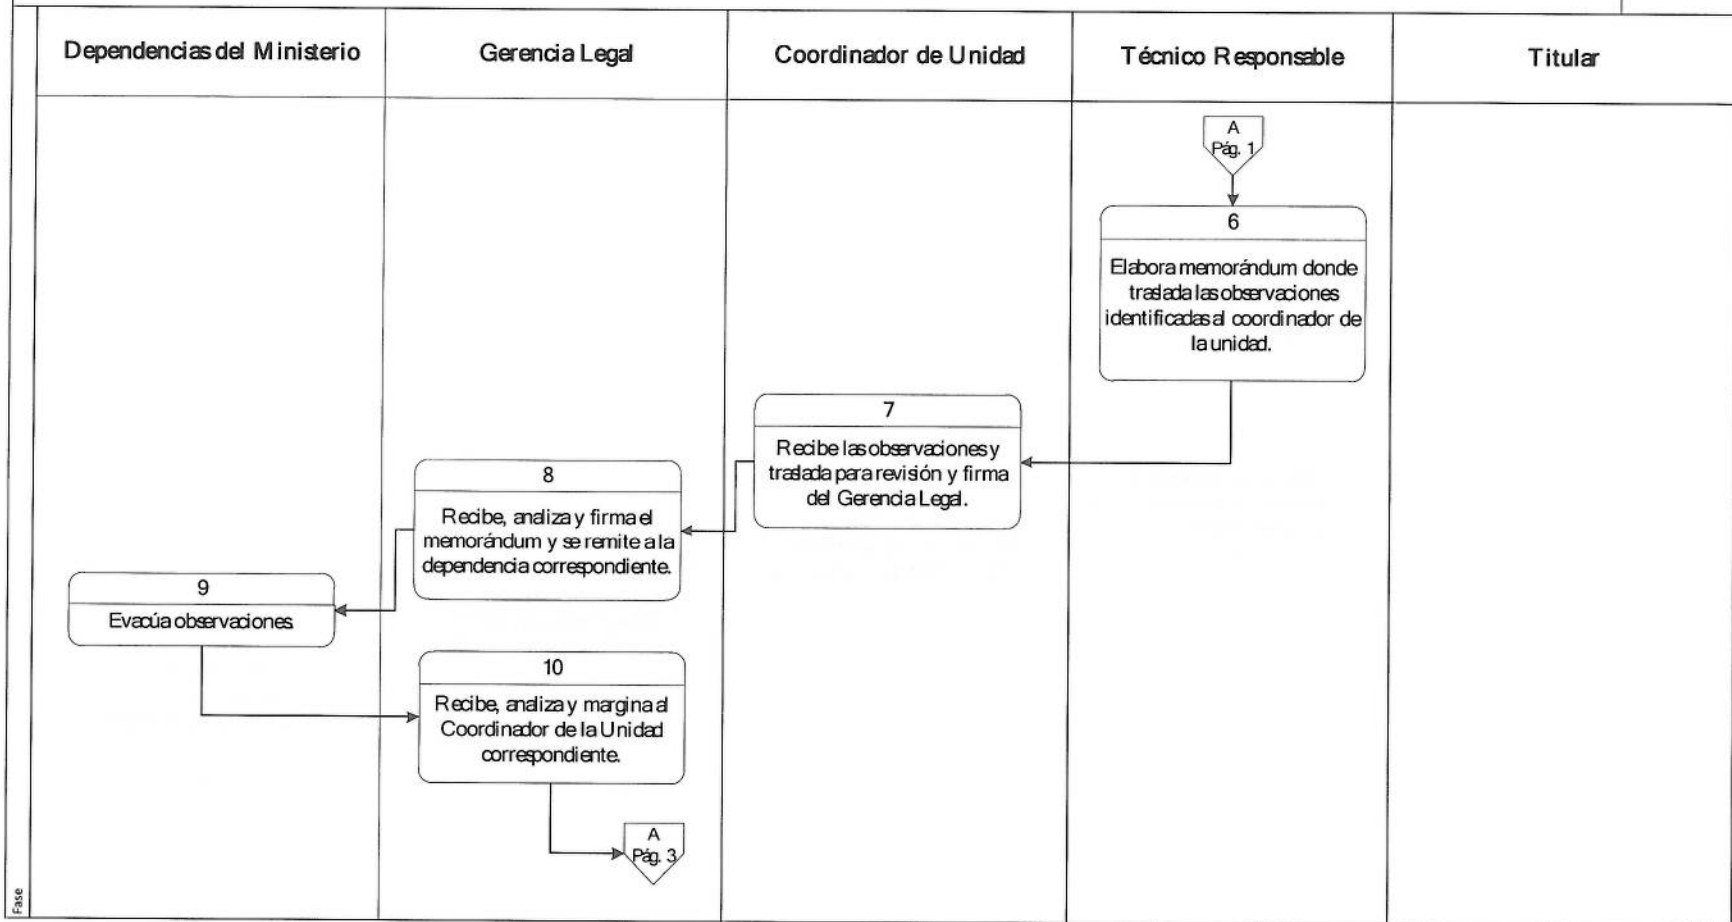 Dependencias del Ministerio
Gerencia Legal
Coordinador de Unidad
Técnico Responsable
Titular
A
Pág. 1
6
Elabora memorándum donde
traslada las observaciones
identificadas al coordinador de
la unidad.
7
Recibe las observaciones y
traslada para revisión y firma
del Gerencia Legal.
8
Recibe, analiza y firma el
memorándum y se remite a la
dependencia correspondiente.
9
Evacúa observaciones.
10
Recibe, analiza y margina al
Coordinador de la Unidad
correspondiente.
A
Pág. 3
Fase